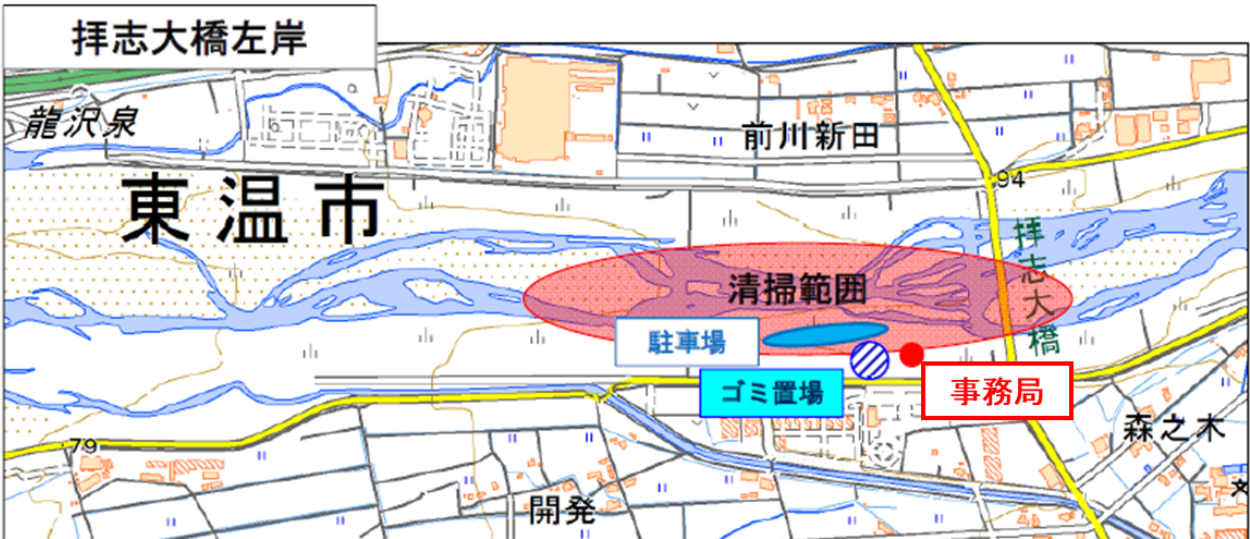 拝志大橋左岸
龍沢泉
前川新田
94
東温市
拝志大橋
清掃範囲
駐車場
ゴミ置場
事務局
森之木
79
開発